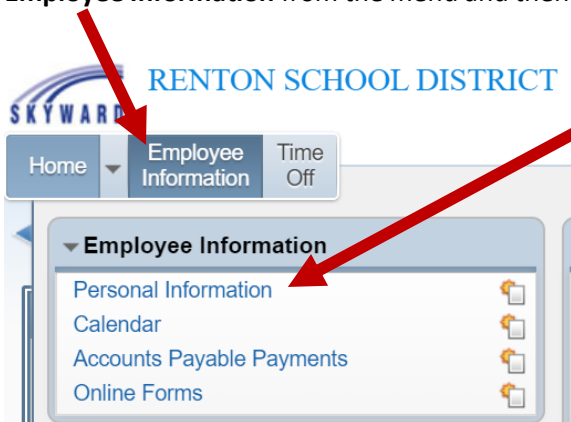 Employee Information from the menu and then
RENTON SCHOOL DISTRICT
SKYWARD
Home Employee Information Time Off
Employee Information
Personal Information
Calendar
Accounts Payable Payments
Online Forms